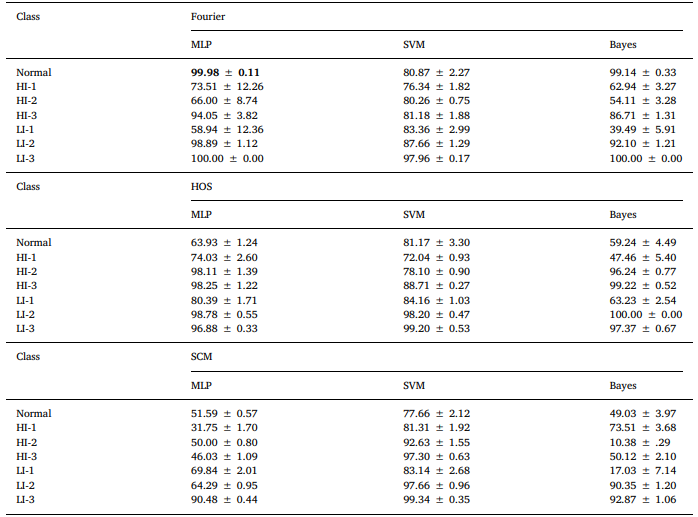 Class Fourier
MLP SVM Bayes
Normal 99.98 ± 0.11 80.87 ± 2.27 99.14 ± 0.33
HI-1 73.51 ± 12.26 76.34 ± 1.82 62.94 ± 3.27
HI-2 66.00 ± 8.74 80.26 ± 0.75 54.11 ± 3.28
HI-3 94.05 ± 3.82 81.18 ± 1.88 86.71 ± 1.31
LI-1 58.94 ± 12.36 83.36 ± 2.99 39.49 ± 5.91
LI-2 98.89 ± 1.12 87.66 ± 1.29 92.10 ± 1.21
LI-3 100.00 ± 0.00 97.96 ± 0.17 100.00 ± 0.00
Class HOS
MLP SVM Bayes
Normal 63.93 ± 1.24 81.17 ± 3.30 59.24 ± 4.49
HI-1 74.03 ± 2.60 72.04 ± 0.93 47.46 ± 5.40
HI-2 98.11 ± 1.39 78.10 ± 0.90 96.24 ± 0.77
HI-3 98.25 ± 1.22 88.71 ± 0.27 99.22 ± 0.52
LI-1 80.39 ± 1.71 84.16 ± 1.03 63.23 ± 2.54
LI-2 98.78 ± 0.55 98.20 ± 0.47 100.00 ± 0.00
LI-3 96.88 ± 0.33 99.20 ± 0.53 97.37 ± 0.67
Class SCM
MLP SVM Bayes
Normal 51.59 ± 0.57 77.66 ± 2.12 49.03 ± 3.97
HI-1 31.75 ± 1.70 81.31 ± 1.92 73.51 ± 3.68
HI-2 50.00 ± 0.80 92.63 ± 1.55 10.38 ± .29
HI-3 46.03 ± 1.09 97.30 ± 0.63 50.12 ± 2.10
LI-1 69.84 ± 2.01 83.14 ± 2.68 17.03 ± 7.14
LI-2 64.29 ± 0.95 97.66 ± 0.96 90.35 ± 1.20
LI-3 90.48 ± 0.44 99.34 ± 0.35 92.87 ± 1.06